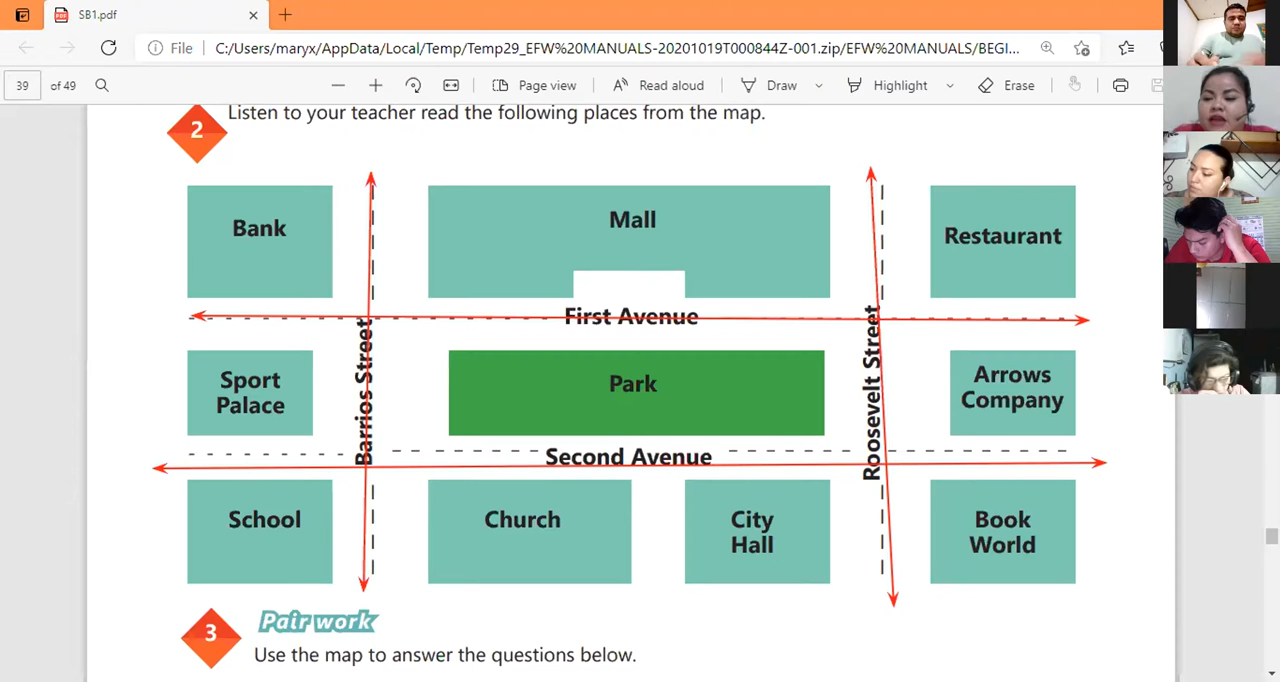 SB1.pdf
File
C:/Users/maryx/AppData/Local/Temp/Temp29_EFW%20MANUALS-20201019T000844Z-001.zip/EFW%20MANUALS/BEGI...
39 of 49
Page view
Read aloud
Draw
Highlight
Erase
2
Listen to your teacher read the following places from the map.
Bank
Mall
Restaurant
First Avenue
Barrios Street
Roosevelt Street
Sport
Palace
Park
Arrows
Company
Second Avenue
School
Church
City
Hall
Book
World
3
Pair work
Use the map to answer the questions below.